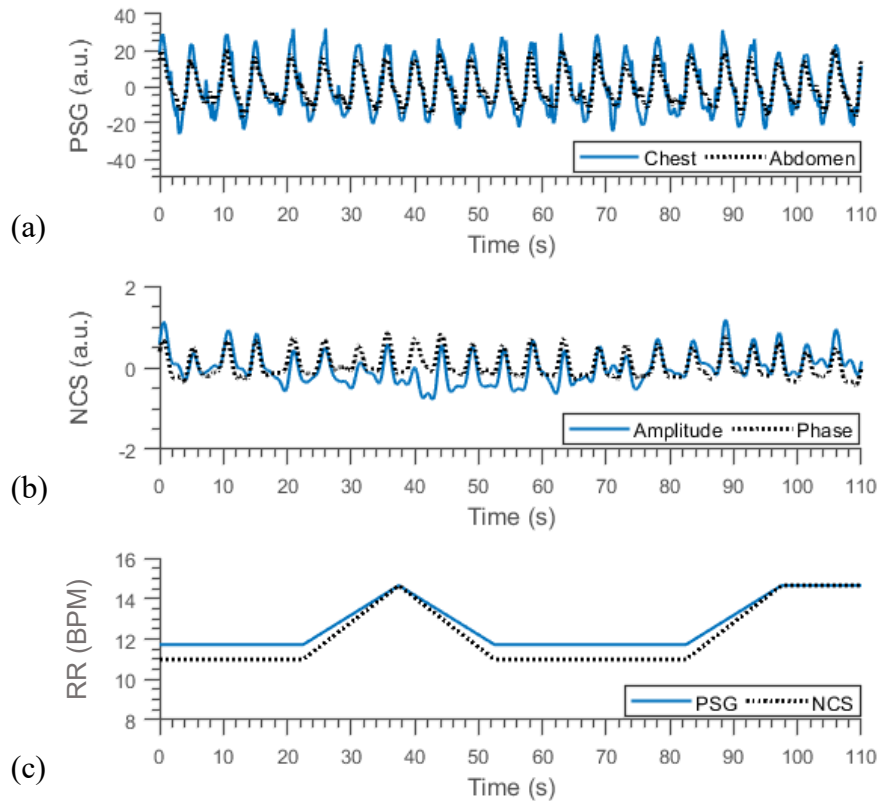 40
20
0
-20
-40
PSG (a.u.)
Chest Abdomen
0 10 20 30 40 50 60 70 80 90 100 110
(a)
Time (s)
2
0
-2
NCS (a.u.)
Amplitude Phase
(b)
0 10 20 30 40 50 60 70 80 90 100 110
Time (s)
16
14
12
10
8
RR (BPM)
PSG NCS
0 10 20 30 40 50 60 70 80 90 100 110
(c)
Time (s)